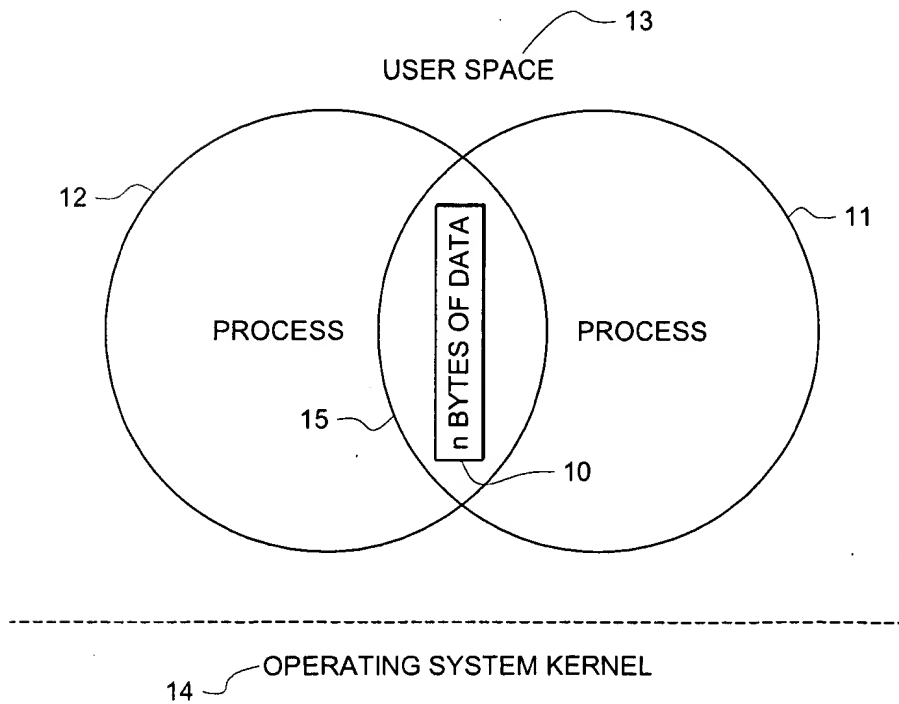 13
USER SPACE
12
11
PROCESS
n BYTES OF DATA
PROCESS
15
10
OPERATING SYSTEM KERNEL
14